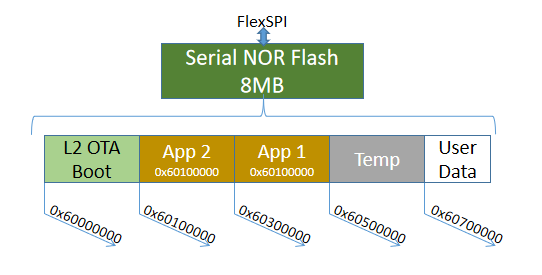 FlexSPI
Serial NOR Flash
8MB
L2 OTA
Boot
App 2
0x60100000
App 1
0x60100000
Temp
User
Data
0x60000000
0x60100000
0x60300000
0x60500000
0x60700000